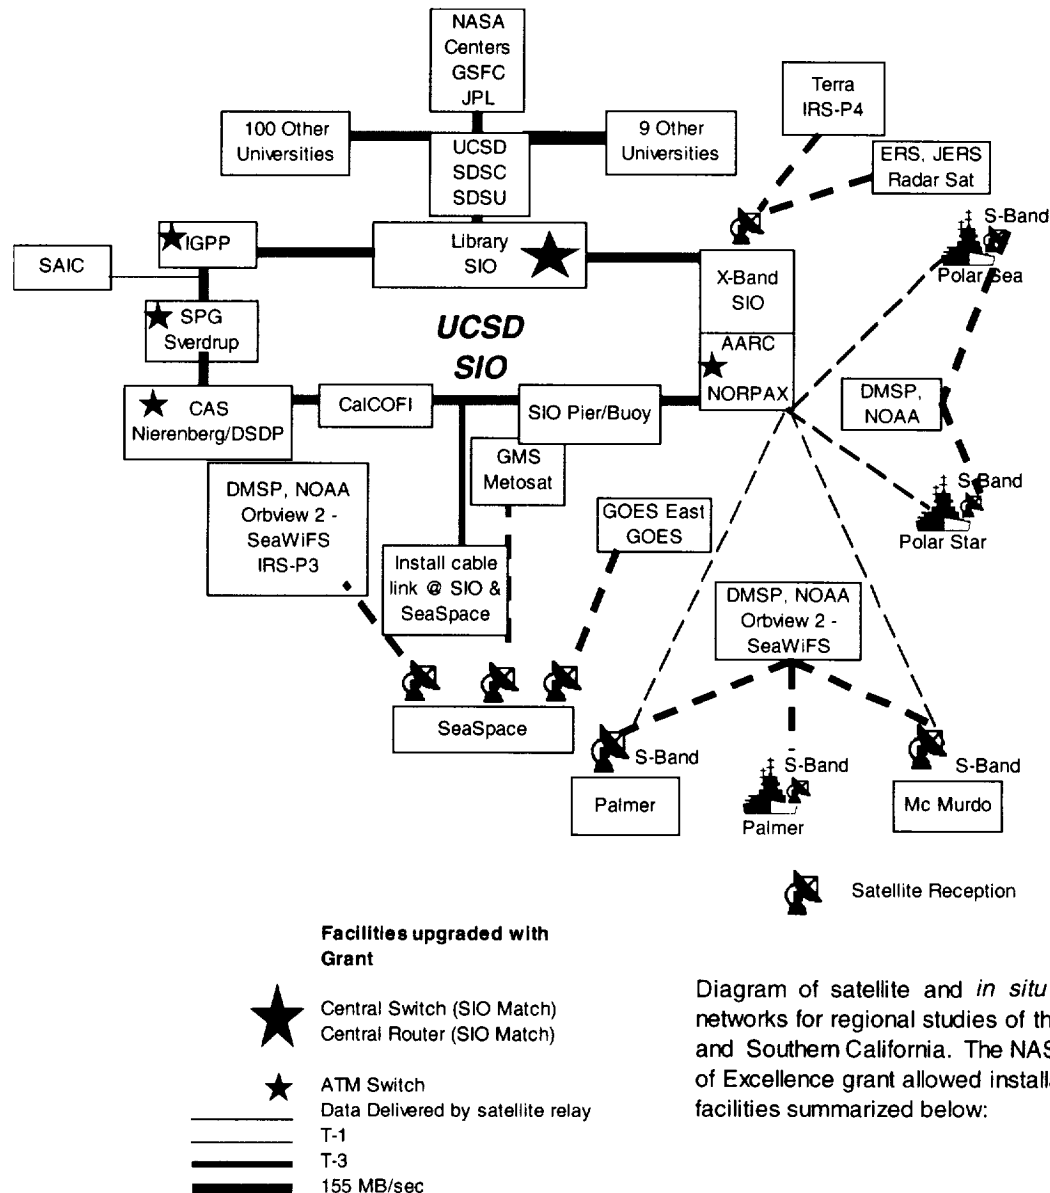 NASA
Centers
GSFC
JPL
100 Other
Universities
UCSD
SDSC
SDSU
9 Other
Universities
Terra
IRS-P4
ERS, JERS
Radar Sat
S-Band
Polar Sea
IGPP
Library
SIO
SAIC
X-Band
SIO
SPG
Sverdrup
UCSD
SIO
AARC
NORPAX
DMSP,
NOAA
CAS
Nierenberg/DSDP
CalCOFI
SIO Pier/Buoy
GMS
Metosat
S-Band
Polar Star
DMSP, NOAA
Orbview 2 -
SeaWiFS
IRS-P3
GOES East
GOES
Install cable
link @ SIO &
SeaSpace
DMSP, NOAA
Orbview 2 -
SeaWiFS
SeaSpace
S-Band
Palmer
S-Band
Palmer
S-Band
Mc Murdo
Satellite Reception
Facilities upgraded with
Grant
Central Switch (SIO Match)
Central Router (SIO Match)
ATM Switch
Data Delivered by satellite relay
T-1
T-3
155 MB/sec
Diagram of satellite and in situ
networks for regional studies of th
and Southern California. The NAS
of Excellence grant allowed install
facilities summarized below: